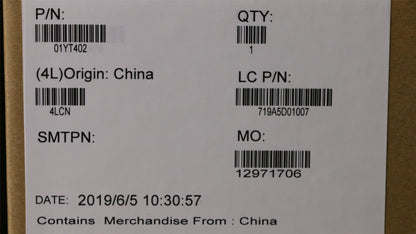 P/N: QTY:
01YT402 1
(4L)Origin: China LC P/N:
4LCN 719A5D01007
SMTPN: MO:
12971706
DATE: 2019/6/5 10:30:57
Contains Merchandise From : China